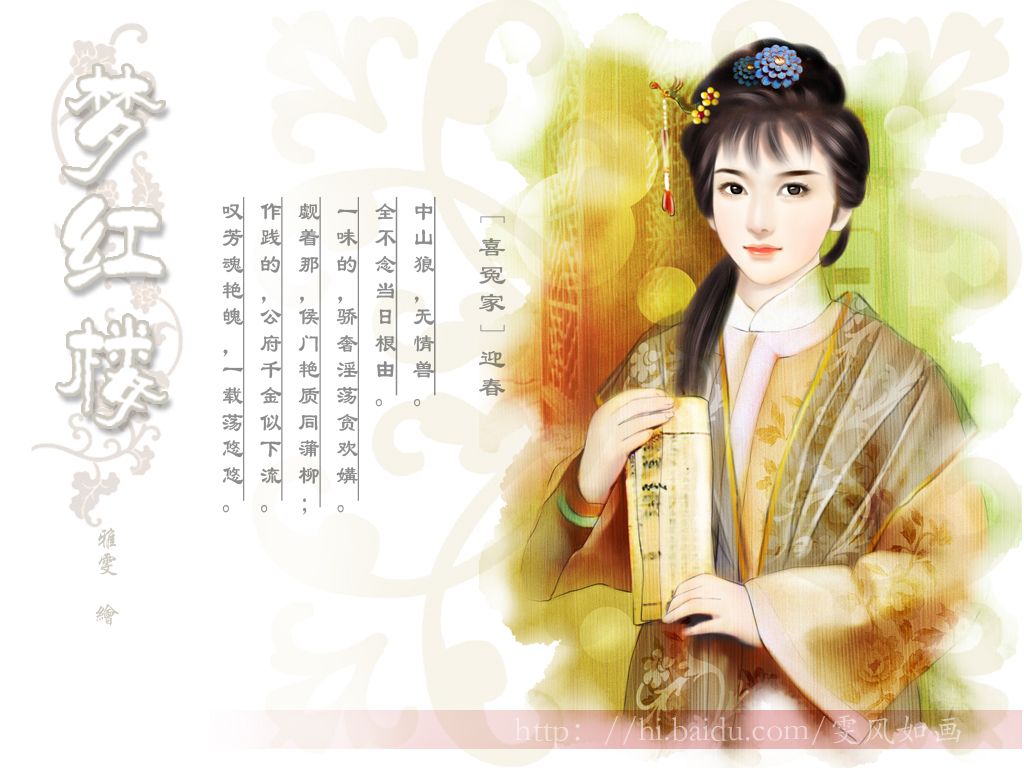 红楼梦
[喜冤家] 迎春
中山狼，无情兽。
全不念当日根由。
一味的，骄奢淫荡贪欢媾。
觑着那，侯门艳质同蒲柳；
作践的，公府千金似下流。
叹芳魂艳魄，一载荡悠悠。
雅雯 繪
http: //hi.baidu.com/雯风如画